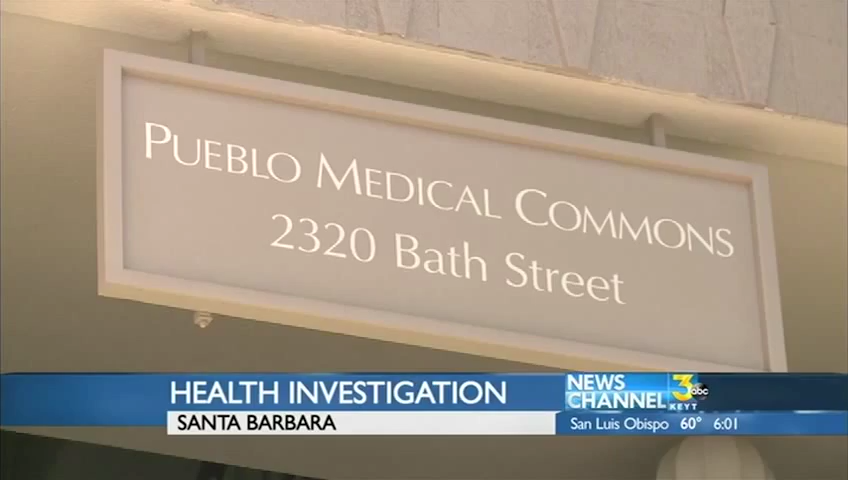 PUEBLO MEDICAL COMMONS
2320 Bath Street
HEALTH INVESTIGATION
SANTA BARBARA
NEWS
CHANNEL 3 abc
KEYT
San Luis Obispo 60° 6:01